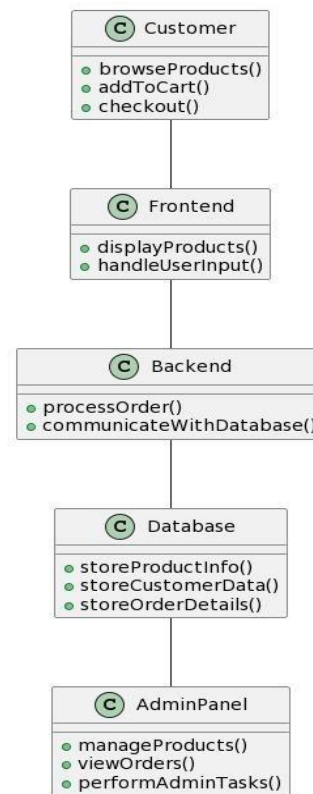 C Customer
browseProducts()
addToCart()
checkout()
C Frontend
displayProducts()
handleUserInput()
C Backend
processOrder()
communicateWithDatabase()
C Database
storeProductInfo()
storeCustomerData()
storeOrderDetails()
C AdminPanel
manageProducts()
viewOrders()
performAdminTasks()